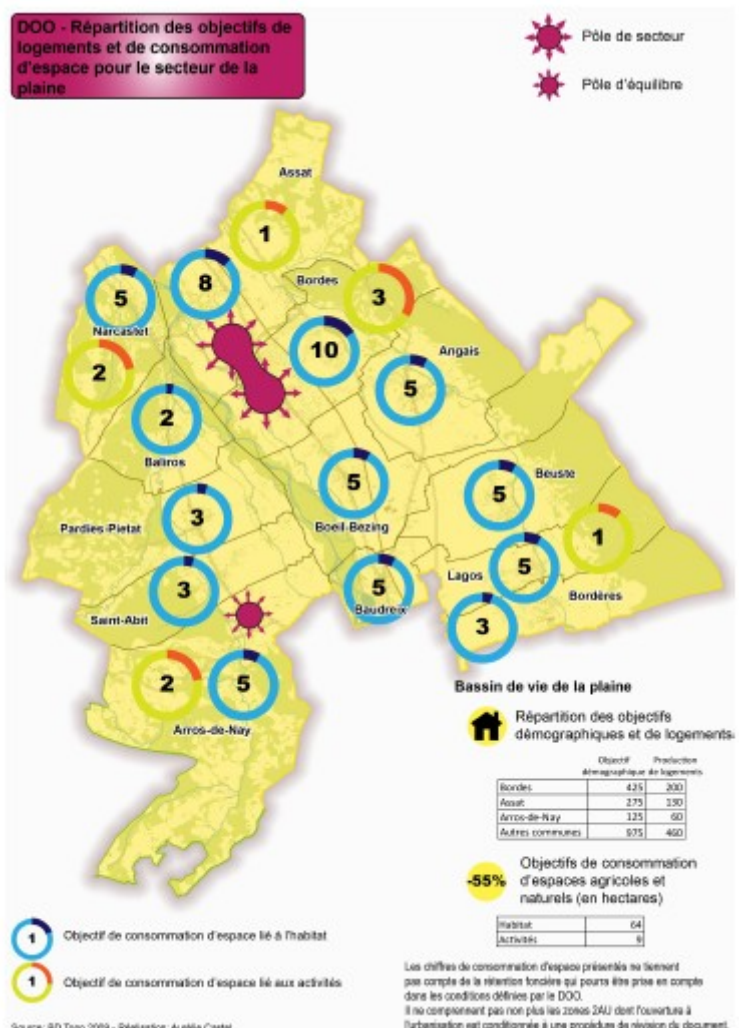 DOO - Répartition des objectifs de
logements et de consommation
d'espace pour le secteur de la
plaine
Pôle de secteur
Pôle d'équilibre
Assat
1
8
5
Bordes
3
Narcastet
10
Angais
2
5
2
Baliros
5
Beuste
5
3
Pardies-Pietat
Boeil-Bezing
1
5
Lagos
3
5
Baudreix
Bordères
Saint-Abit
3
2
5
Arros-de-Nay
Bassin de vie de la plaine
Répartition des objectifs
démographiques et de logements
Objectif Production
démographique de logements
Bordes 425 200
Assat 275 130
Arros-de-Nay 125 60
Autres communes 975 460
-55%
Objectifs de consommation
d'espaces agricoles et
naturels (en hectares)
Habitat 64
Activités 9
1 Objectif de consommation d'espace lié à l'habitat
1 Objectif de consommation d'espace lié aux activités
Les chiffres de consommation d'espace présentés ne tiennent
pas compte de la rétention foncière qui pourra être prise en compte
dans les conditions définies par le DOO.
Il ne comprennent pas non plus les zones 2AU dont l'ouverture à
l'urbanisation est conditionnée à une procédure de révision du document.
Source: BD Topo 2009 - Réalisation: Aurélie Castel